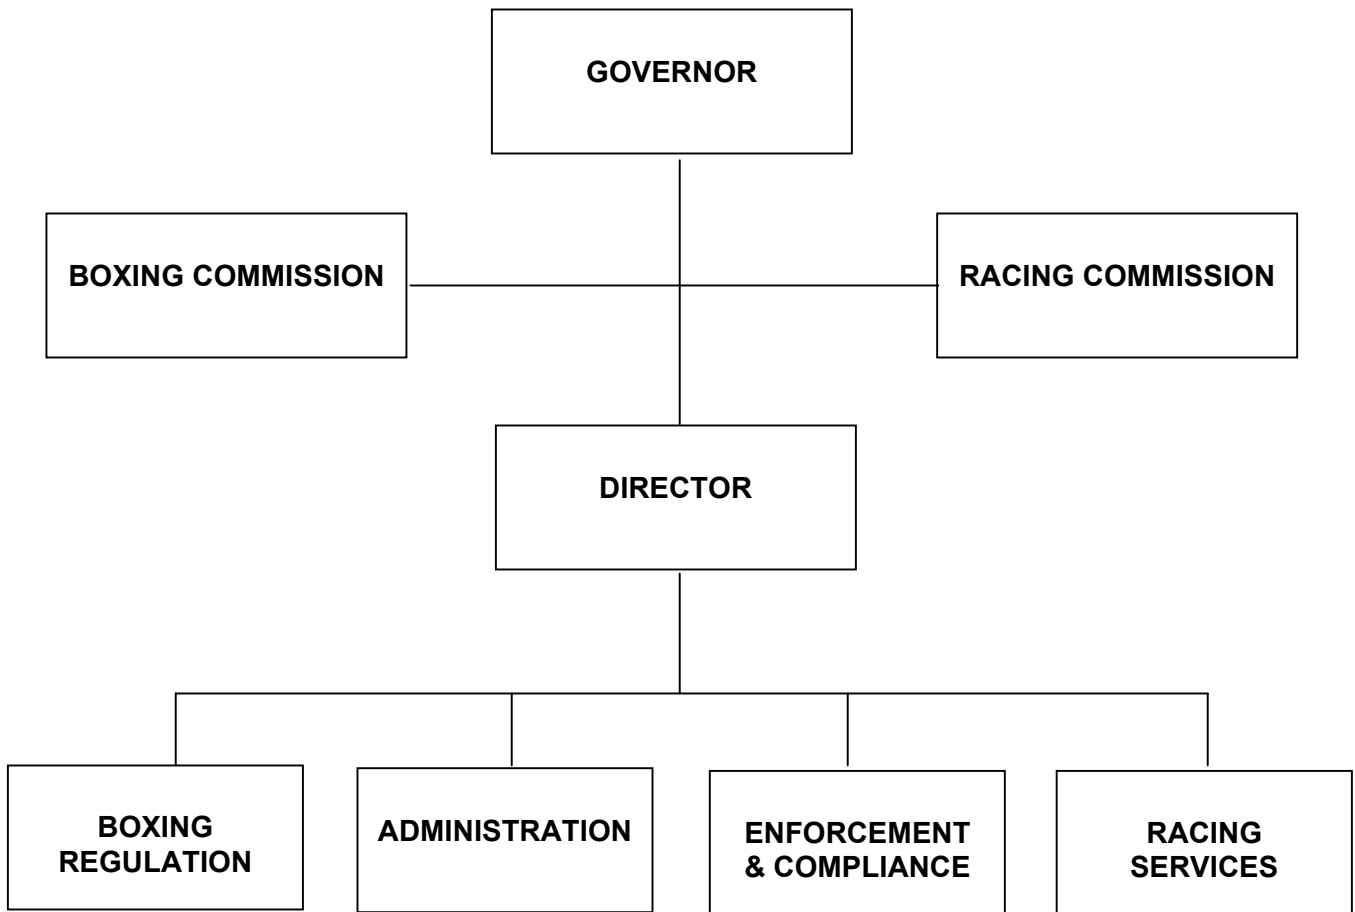 GOVERNOR
BOXING COMMISSION
RACING COMMISSION
DIRECTOR
BOXING
REGULATION
ADMINISTRATION
ENFORCEMENT
& COMPLIANCE
RACING
SERVICES